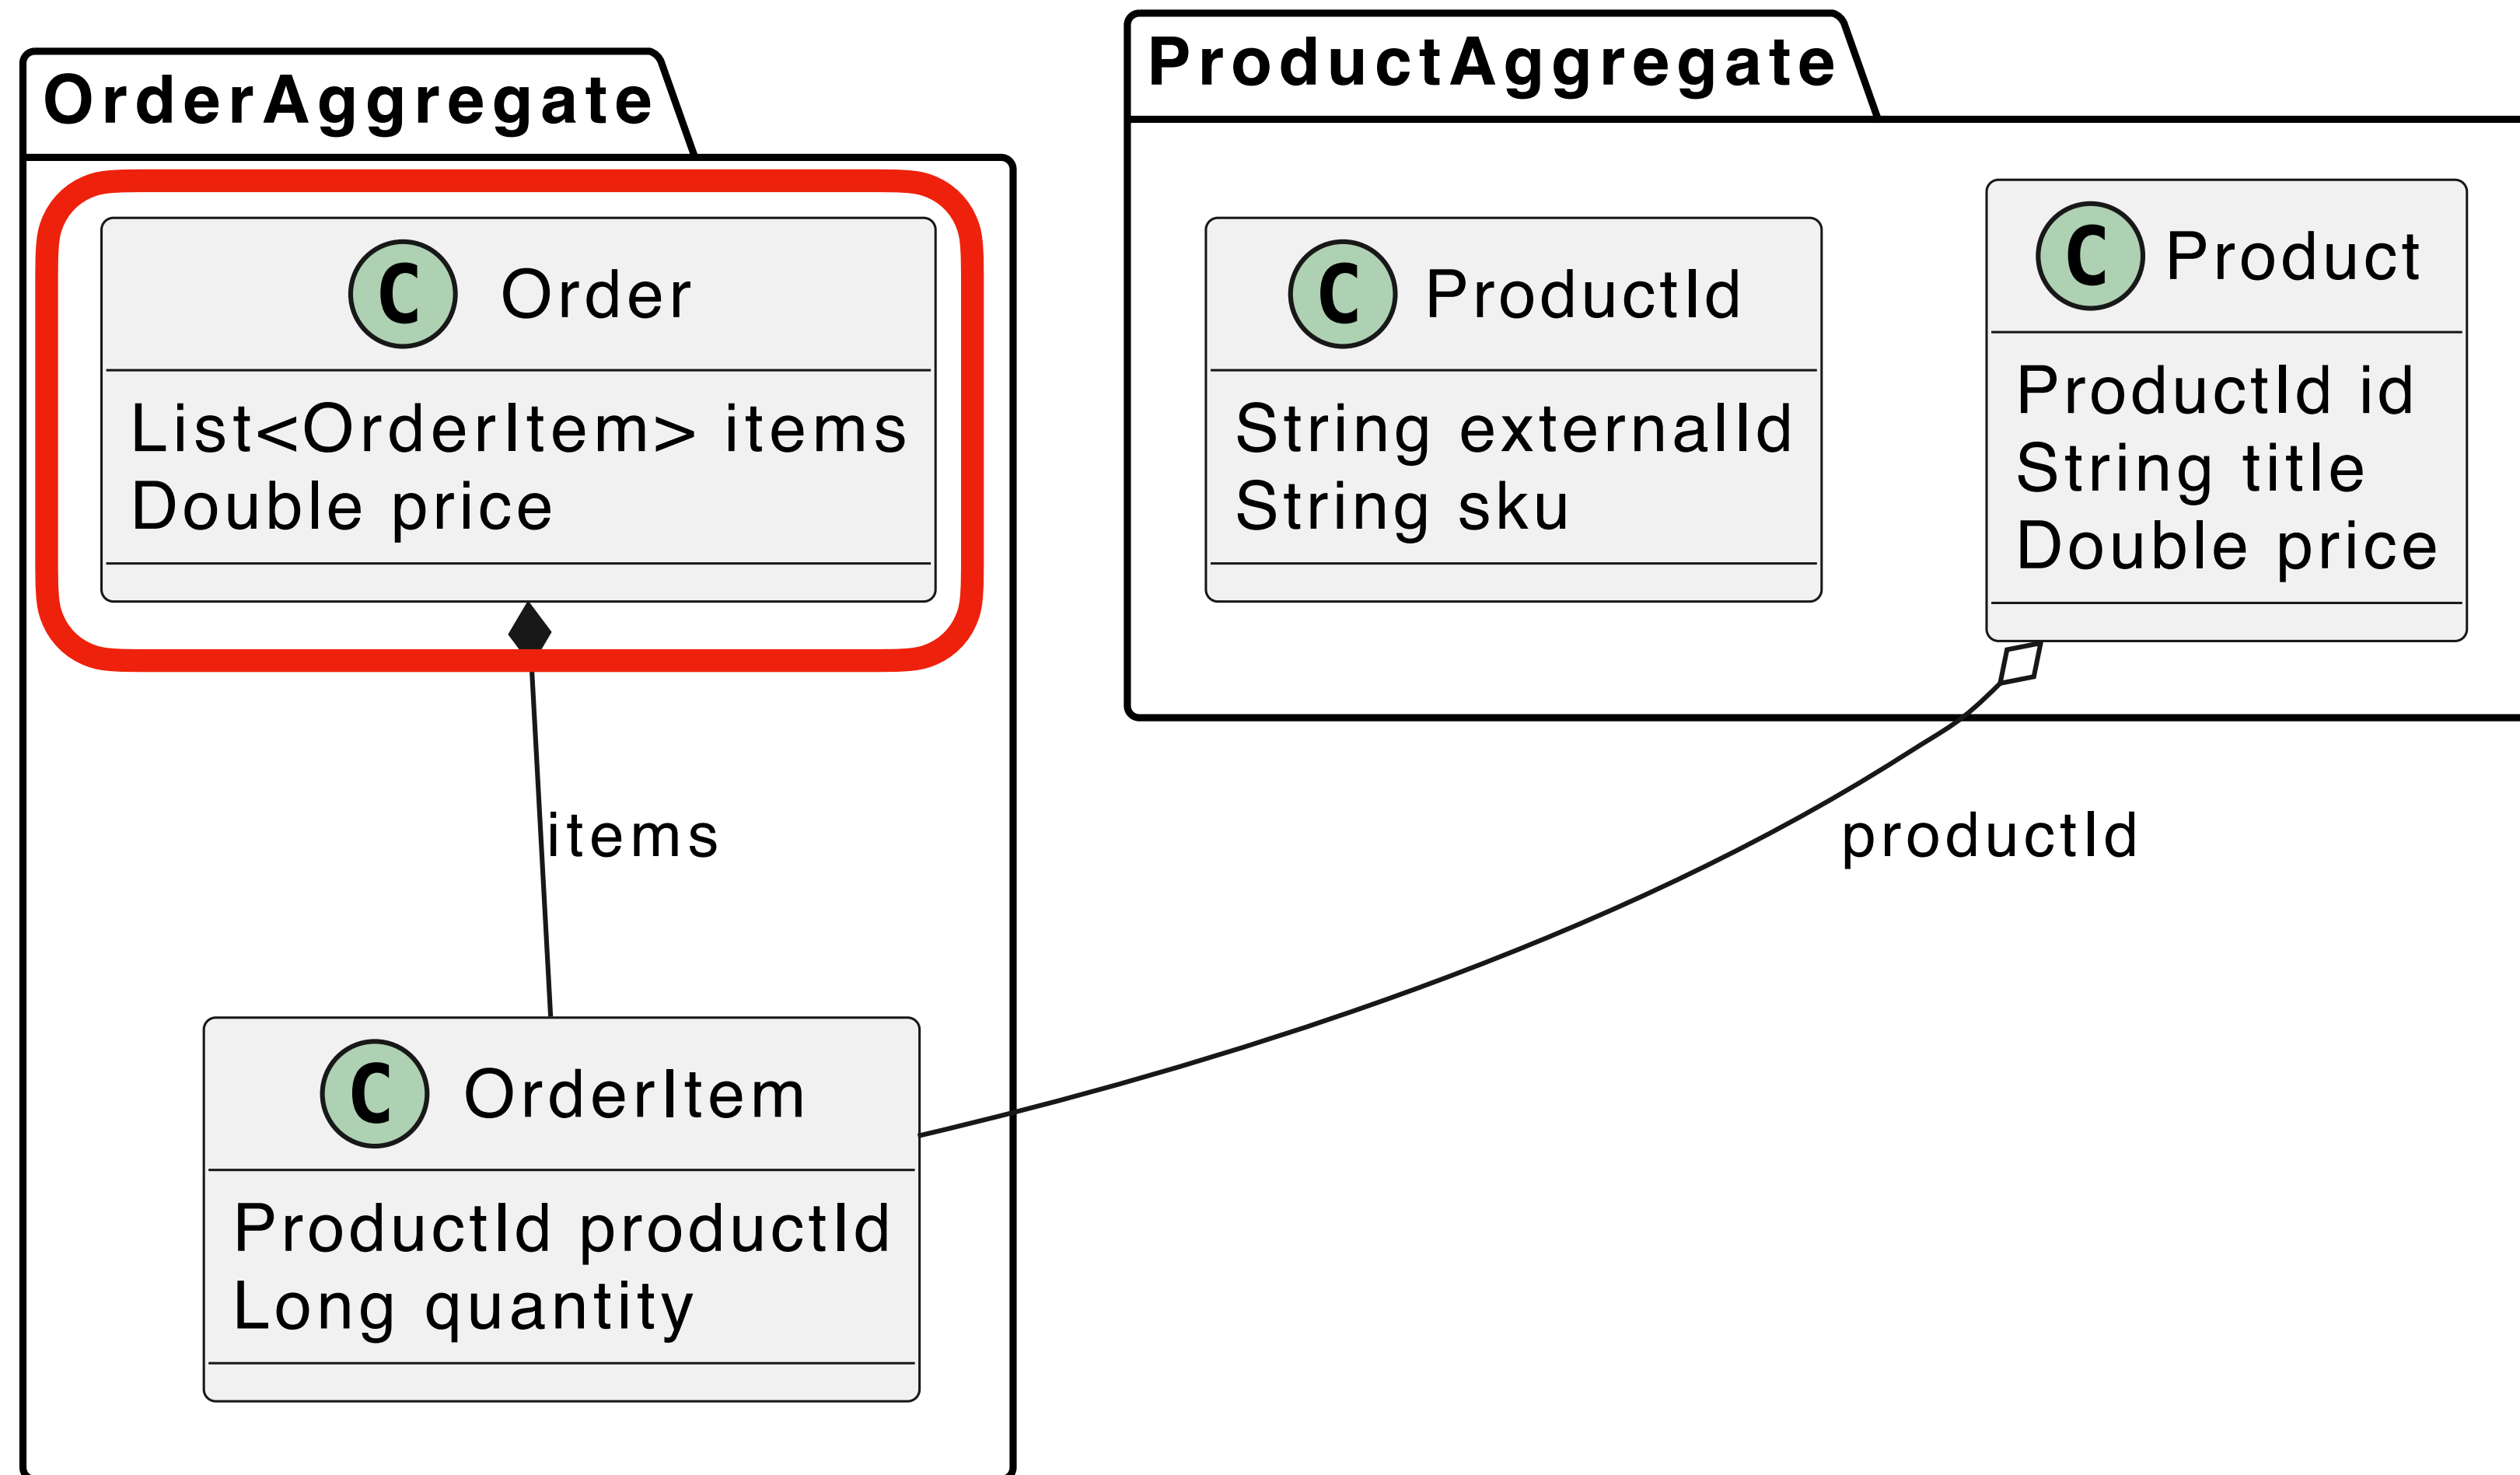 OrderAggregate
C Order
List<OrderItem> items
Double price
items
C OrderItem
ProductId productId
Long quantity
ProductAggregate
C ProductId
String externalId
String sku
C Product
ProductId id
String title
Double price
productId